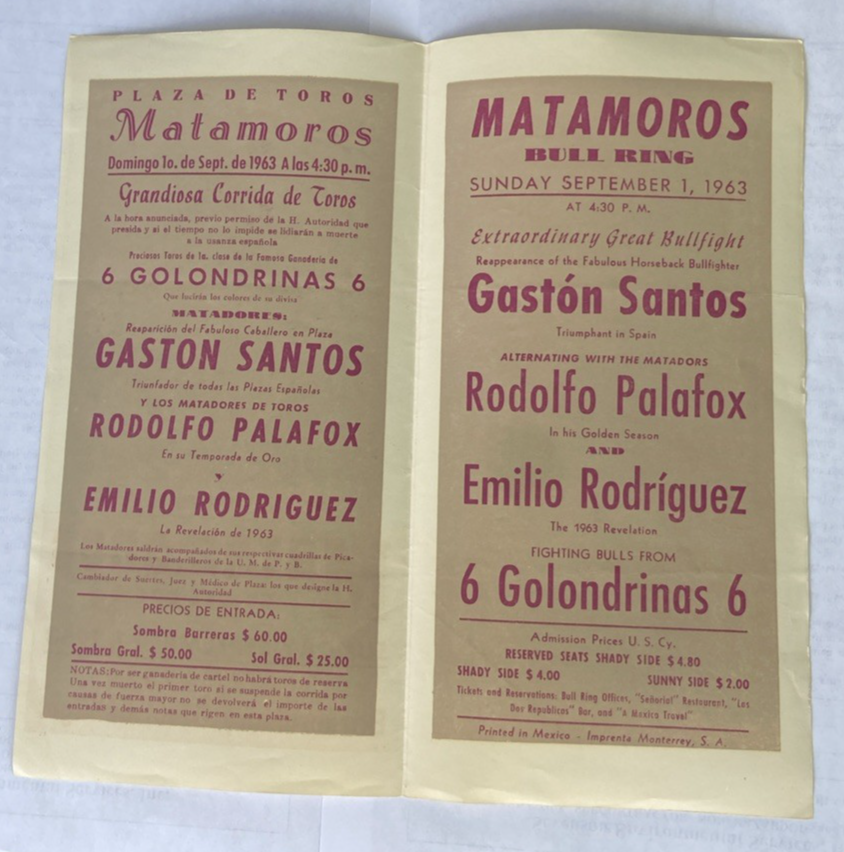 PLAZA DE TOROS
Matamoros
Domingo 1o. de Sept. de 1963 A las 4:30 p. m.
Grandiosa Corrida de Toros
A la hora anunciada, previo permiso de la H. Autoridad que
presida y si el tiempo no lo impide se lidiarán a muerte
a la usanza española
Preciosos Toros de 1a. clase de la Famosa Ganadería de
6 GOLONDRINAS 6
Que lucirán los colores de su divisa
MATADORES:
Reaparición del Fabuloso Caballero en Plaza
GASTON SANTOS
Triunfador de todas las Plazas Españolas
Y LOS MATADORES DE TOROS
RODOLFO PALAFOX
En su Temporada de Oro
y
EMILIO RODRIGUEZ
La Revelación de 1963
Los Matadores saldrán acompañados de sus respectivas cuadrillas de Pica-
dores y Banderilleros de la U. M. de P. y B.
Cambiador de Suertes, Juez y Médico de Plaza: los que designe la H.
Autoridad
PRECIOS DE ENTRADA:
Sombra Barreras $ 60.00
Sombra Gral. $ 50.00 Sol Gral. $ 25.00
NOTAS: Por ser ganadería de cartel no habrá toros de reserva
Una vez muerto el primer toro si se suspende la corrida por
causas de fuerza mayor no se devolverá el importe de las
entradas y demás notas que rigen en esta plaza.
MATAMOROS
BULL RING
SUNDAY SEPTEMBER 1, 1963
AT 4:30 P. M.
Extraordinary Great Bullfight
Reappearance of the Fabulous Horseback Bullfighter
Gastón Santos
Triumphant in Spain
ALTERNATING WITH THE MATADORS
Rodolfo Palafox
In his Golden Season
AND
Emilio Rodríguez
The 1963 Revelation
FIGHTING BULLS FROM
6 Golondrinas 6
Admission Prices U. S. Cy.
RESERVED SEATS SHADY SIDE $ 4.80
SHADY SIDE $ 4.00 SUNNY SIDE $ 2.00
Tickets and Reservations: Bull Ring Offices, "Señorial" Restaurant, "Las
Dos Republicas" Bar, and "A Mexico Travel"
Printed in Mexico - Imprenta Monterrey, S. A.